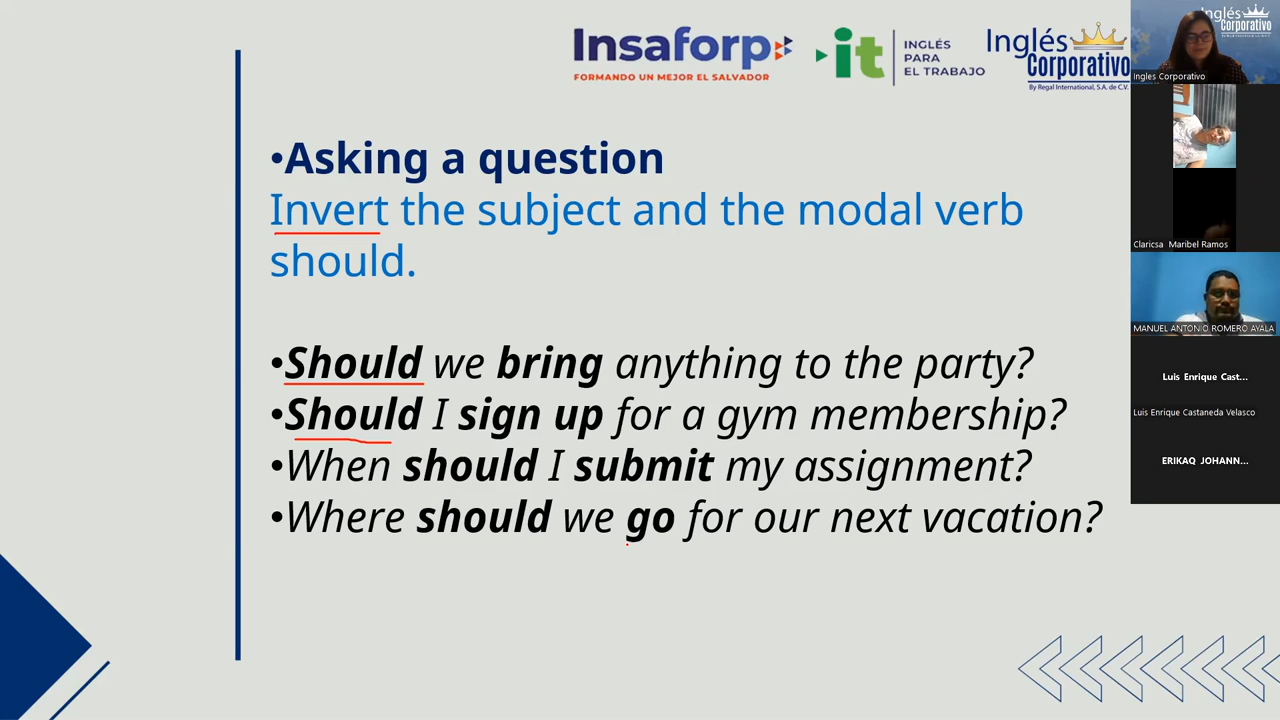 Insaforp
FORMANDO UN MEJOR EL SALVADOR
it
INGLÉS
PARA
EL TRABAJO
Inglés
Corporativo
By Regal International, S.A. de C.V.
•Asking a question
Invert the subject and the modal verb
should.
•Should we bring anything to the party?
•Should I sign up for a gym membership?
•When should I submit my assignment?
•Where should we go for our next vacation?
Inglés
Corporativo
Ingles Corporativo
Claricsa Maribel Ramos
MANUEL ANTONIO ROMERO AYALA
Luis Enrique Cast...
Luis Enrique Castaneda Velasco
ERIKAQ JOHANN...